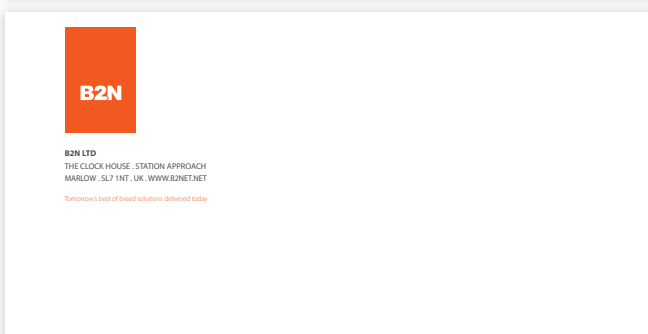 B2N
B2N LTD
THE CLOCK HOUSE . STATION APPROACH
MARLOW . SL7 1NT . UK . WWW.B2NET.NET
Tomorrow's best of breed solutions delivered today